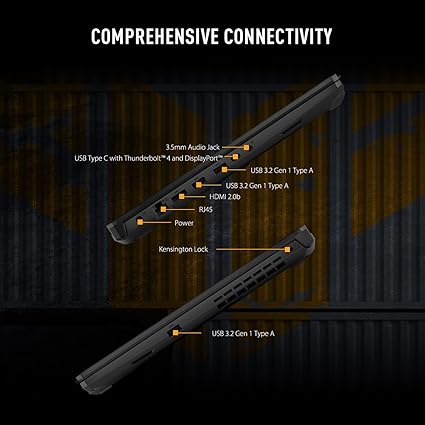 COMPREHENSIVE CONNECTIVITY
3.5mm Audio Jack
USB Type C with Thunderbolt™ 4 and DisplayPort™
USB 3.2 Gen 1 Type A
USB 3.2 Gen 1 Type A
HDMI 2.0b
RJ45
Power
Kensington Lock
USB 3.2 Gen 1 Type A